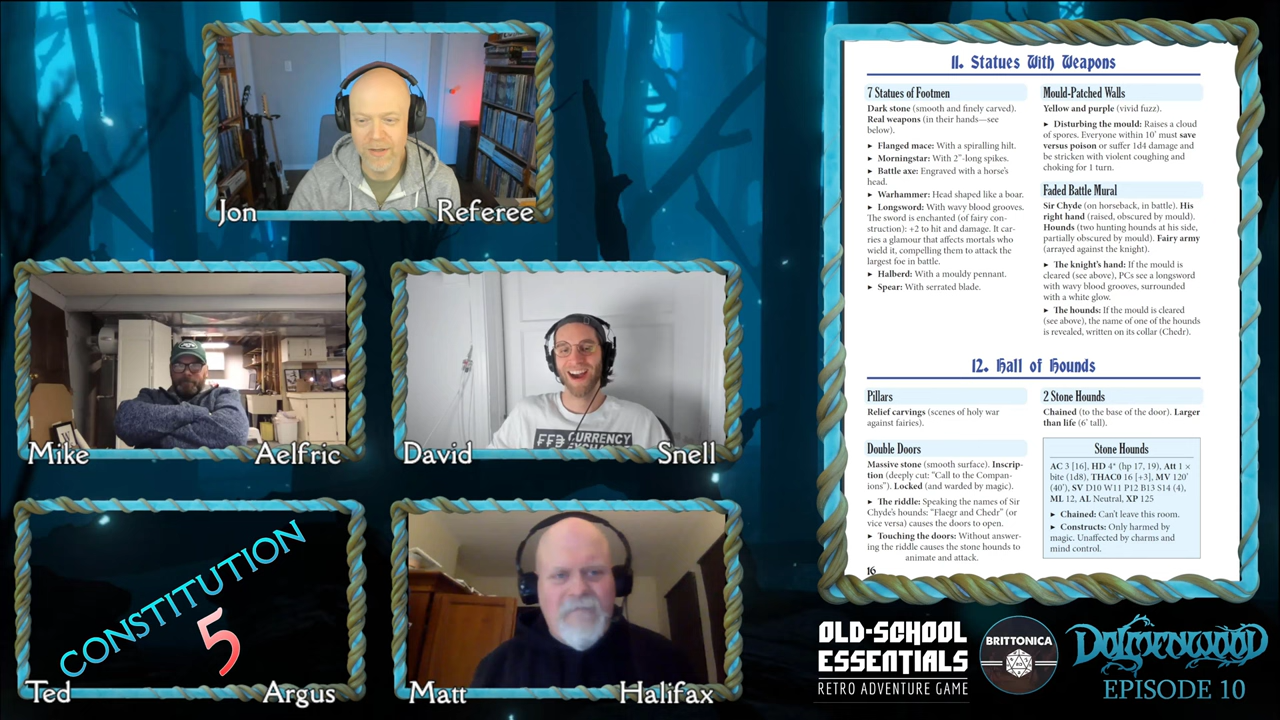 Jon
Referee
Mike
Aelfric
David
Snell
CURRENCY
CONSTITUTION
5
Ted
Argus
Matt
Halifax
11. Statues With Weapons
7 Statues of Footmen
Dark stone (smooth and finely carved).
Real weapons (in their hands—see
below).
► Flanged mace: With a spiralling hilt.
► Morningstar: With 2"-long spikes.
► Battle axe: Engraved with a horse's
head.
► Warhammer: Head shaped like a boar.
► Longsword: With wavy blood grooves.
The sword is enchanted (of fairy con-
struction): +2 to hit and damage. It car-
ries a glamour that affects mortals who
wield it, compelling them to attack the
largest foe in battle.
► Halberd: With a mouldy pennant.
► Spear: With serrated blade.
Mould-Patched Walls
Yellow and purple (vivid fuzz).
► Disturbing the mould: Raises a cloud
of spores. Everyone within 10' must save
versus poison or suffer 1d4 damage and
be stricken with violent coughing and
choking for 1 turn.
Faded Battle Mural
Sir Chyde (on horseback, in battle). His
right hand (raised, obscured by mould).
Hounds (two hunting hounds at his side,
partially obscured by mould). Fairy army
(arrayed against the knight).
► The knight's hand: If the mould is
cleared (see above), PCs see a longsword
with wavy blood grooves, surrounded
with a white glow.
► The hounds: If the mould is cleared
(see above), the name of one of the hounds
is revealed, written on its collar (Chedr).
12. Hall of Hounds
Pillars
Relief carvings (scenes of holy war
against fairies).
Double Doors
Massive stone (smooth surface). Inscrip-
tion (deeply cut: "Call to the Compan-
ions"). Locked (and warded by magic).
► The riddle: Speaking the names of Sir
Chyde's hounds: "Flaegr and Chedr" (or
vice versa) causes the doors to open.
► Touching the doors: Without answer-
ing the riddle causes the stone hounds to
animate and attack.
2 Stone Hounds
Chained (to the base of the door). Larger
than life (6' tall).
Stone Hounds
AC 3 [16], HD 4* (hp 17, 19), Att 1 ×
bite (1d8), THAC0 16 [+3], MV 120'
(40'), SV D10 W11 P12 B13 S14 (4),
ML 12, AL Neutral, XP 125
► Chained: Can't leave this room.
► Constructs: Only harmed by
magic. Unaffected by charms and
mind control.
16
OLD-SCHOOL
ESSENTIALS
RETRO ADVENTURE GAME
BRITTONICA
Dolmenwood
EPISODE 10